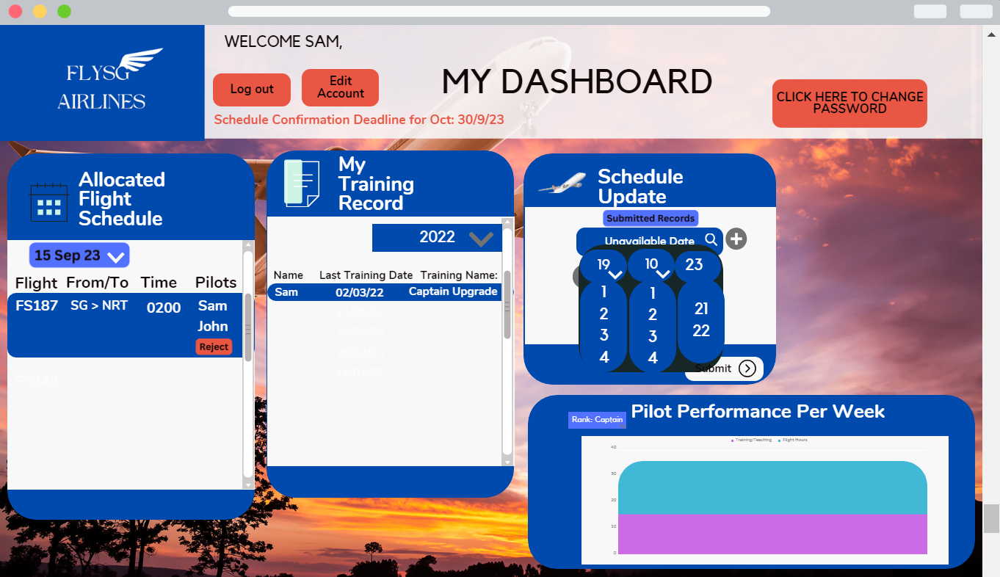 FLYSG
AIRLINES
WELCOME SAM,
Log out
Edit
Account
MY DASHBOARD
CLICK HERE TO CHANGE
PASSWORD
Schedule Confirmation Deadline for Oct: 30/9/23
Allocated
Flight
Schedule
15 Sep 23
Flight From/To Time Pilots
FS187 SG > NRT 0200 Sam
John
Reject
FS342
My
Training
Record
2022
Name Last Training Date Training Name:
Sam 02/03/22 Captain Upgrade
Schedule
Update
Submitted Records
Unavailable Date
19 10 23
1 1
2 2 21
3 3 22
4 4
Submit
Pilot Performance Per Week
Rank: Captain
Training/Teaching Flight Hours
40
30
20
10
0